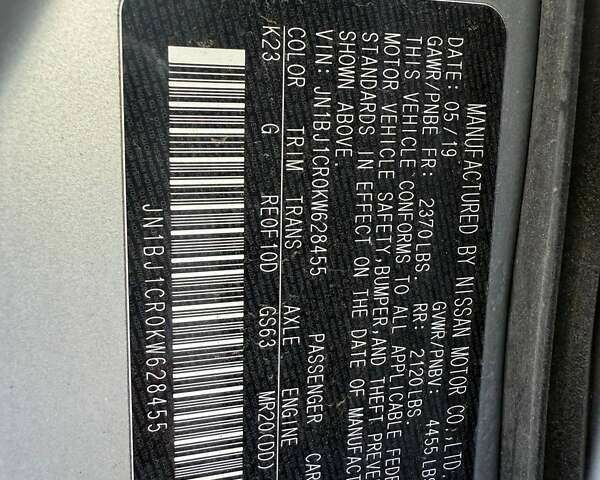 MANUFACTURED BY NISSAN MOTOR CO.,LTD.
DATE: 05/19 GVWR/PNBV: 4455 LBS
GAWR/PNBE FR: 2370LBS. RR: 2120LBS.
THIS VEHICLE CONFORMS TO ALL APPLICABLE FEDE
MOTOR VEHICLE SAFETY,BUMPER,AND THEFT PREVE
STANDARDS IN EFFECT ON THE DATE OF MANUFACT
SHOWN ABOVE.
VIN: JN1BJ1CR0KW628455 PASSENGER CAR
COLOR TRIM TRANS AXLE ENGINE
K23 G RE0F10D GS63 MR20(DD)
JN1BJ1CR0KW628455